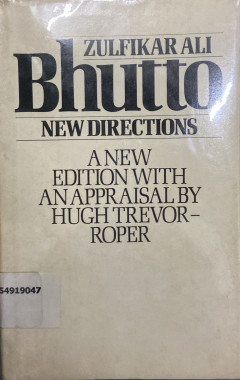 ZULFIKAR ALI
Bhutto
NEW DIRECTIONS
A NEW
EDITION WITH
AN APPRAISAL BY
HUGH TREVOR–
ROPER
54919047